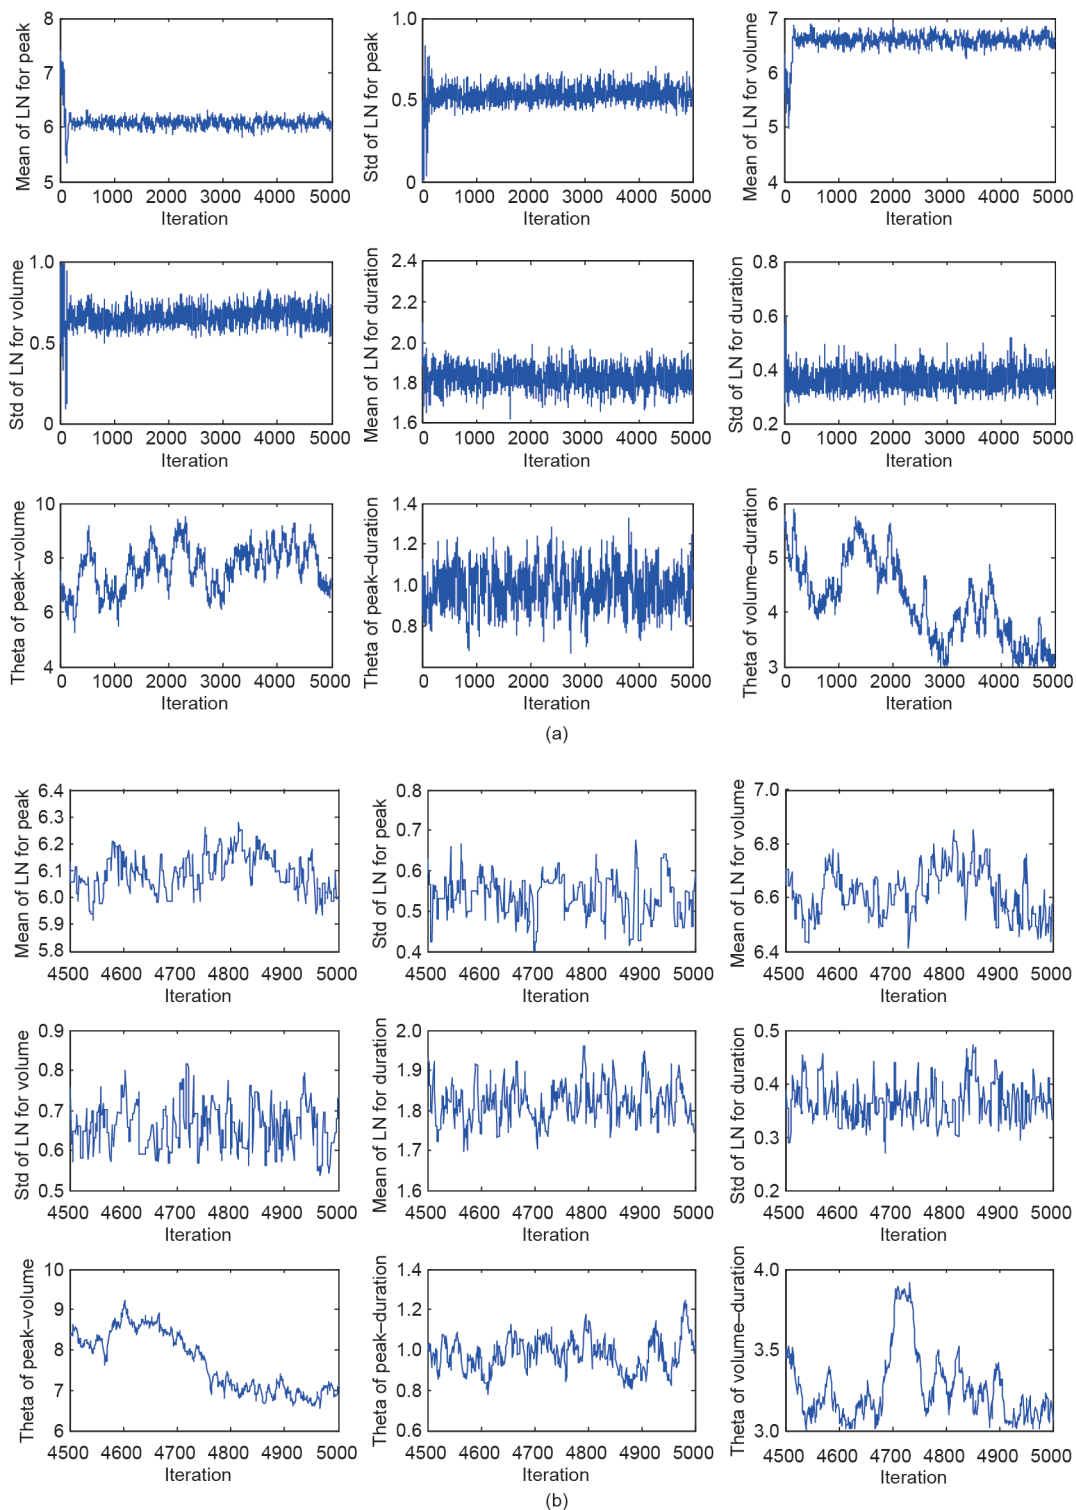 8
7
6
5
Mean of LN for peak
0 1000 2000 3000 4000 5000
Iteration
1.0
0.5
0
Std of LN for peak
0 1000 2000 3000 4000 5000
Iteration
7
6
5
4
Mean of LN for volume
0 1000 2000 3000 4000 5000
Iteration
1.0
0.5
0
Std of LN for volume
0 1000 2000 3000 4000 5000
Iteration
2.4
2.2
2.0
1.8
1.6
Mean of LN for duration
0 1000 2000 3000 4000 5000
Iteration
0.8
0.6
0.4
0.2
Std of LN for duration
0 1000 2000 3000 4000 5000
Iteration
10
8
6
4
Theta of peak–volume
0 1000 2000 3000 4000 5000
Iteration
1.4
1.2
1.0
0.8
Theta of peak–duration
0 1000 2000 3000 4000 5000
Iteration
6
5
4
3
Theta of volume–duration
0 1000 2000 3000 4000 5000
Iteration
(a)
6.4
6.3
6.2
6.1
6.0
5.9
5.8
Mean of LN for peak
4500 4600 4700 4800 4900 5000
Iteration
0.8
0.7
0.6
0.5
0.4
Std of LN for peak
4500 4600 4700 4800 4900 5000
Iteration
7.0
6.8
6.6
6.4
Mean of LN for volume
4500 4600 4700 4800 4900 5000
Iteration
0.9
0.8
0.7
0.6
0.5
Std of LN for volume
4500 4600 4700 4800 4900 5000
Iteration
2.0
1.9
1.8
1.7
1.6
Mean of LN for duration
4500 4600 4700 4800 4900 5000
Iteration
0.5
0.4
0.3
0.2
Std of LN for duration
4500 4600 4700 4800 4900 5000
Iteration
10
9
8
7
6
Theta of peak–volume
4500 4600 4700 4800 4900 5000
Iteration
1.4
1.2
1.0
0.8
0.6
Theta of peak–duration
4500 4600 4700 4800 4900 5000
Iteration
4.0
3.5
3.0
Theta of volume–duration
4500 4600 4700 4800 4900 5000
Iteration
(b)